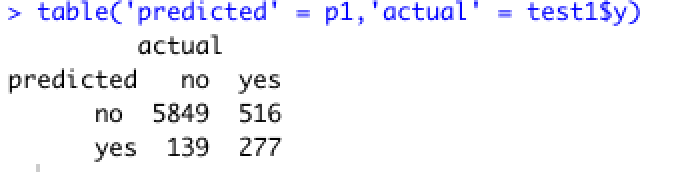 > table('predicted' = p1,'actual' = test1$y)
actual
predicted no yes
no 5849 516
yes 139 277